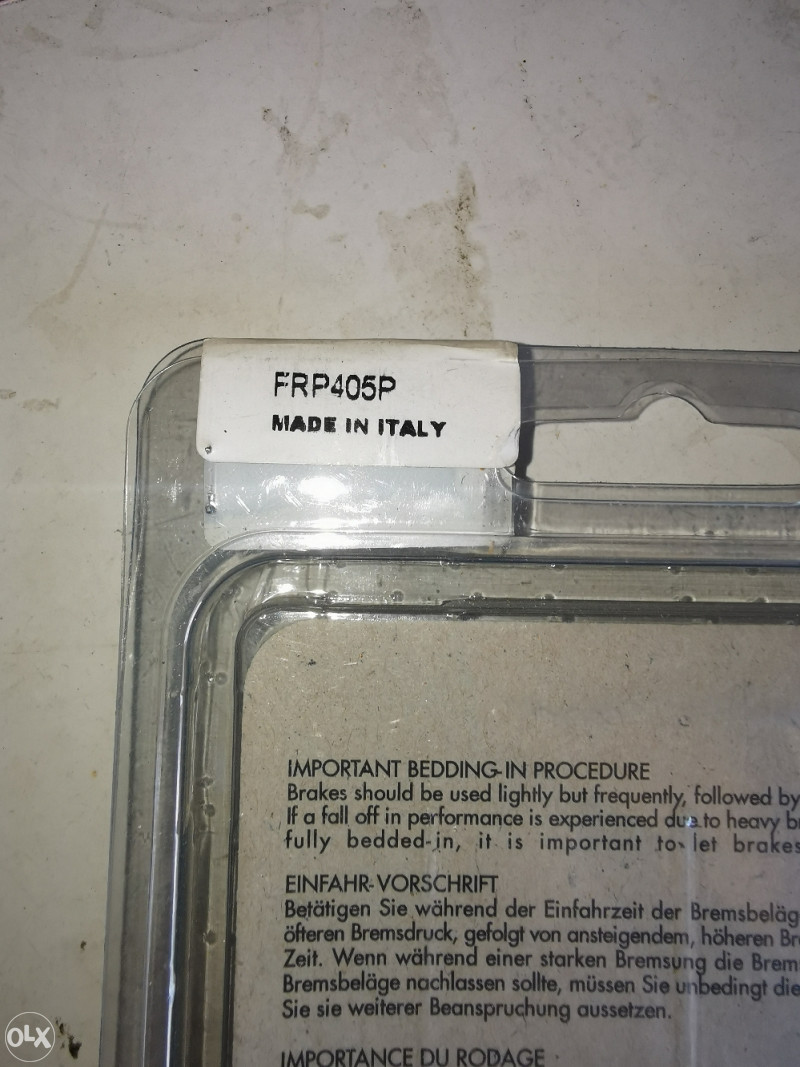 FRP405P
MADE IN ITALY
IMPORTANT BEDDING-IN PROCEDURE
Brakes should be used lightly but frequently, followed by
If a fall off in performance is experienced due to heavy
fully bedded-in, it is important to let brakes
EINFAHR-VORSCHRIFT
Betätigen Sie während der Einfahrzeit der Bremsbeläg
öfteren Bremsdruck, gefolgt von ansteigendem, höheren
Zeit. Wenn während einer starken Bremsung die Brem
Bremsbeläge nachlassen sollte, müssen Sie unbedingt die
Sie sie weiterer Beanspruchung aussetzen.
IMPORTANCE DU RODAGE
OLX